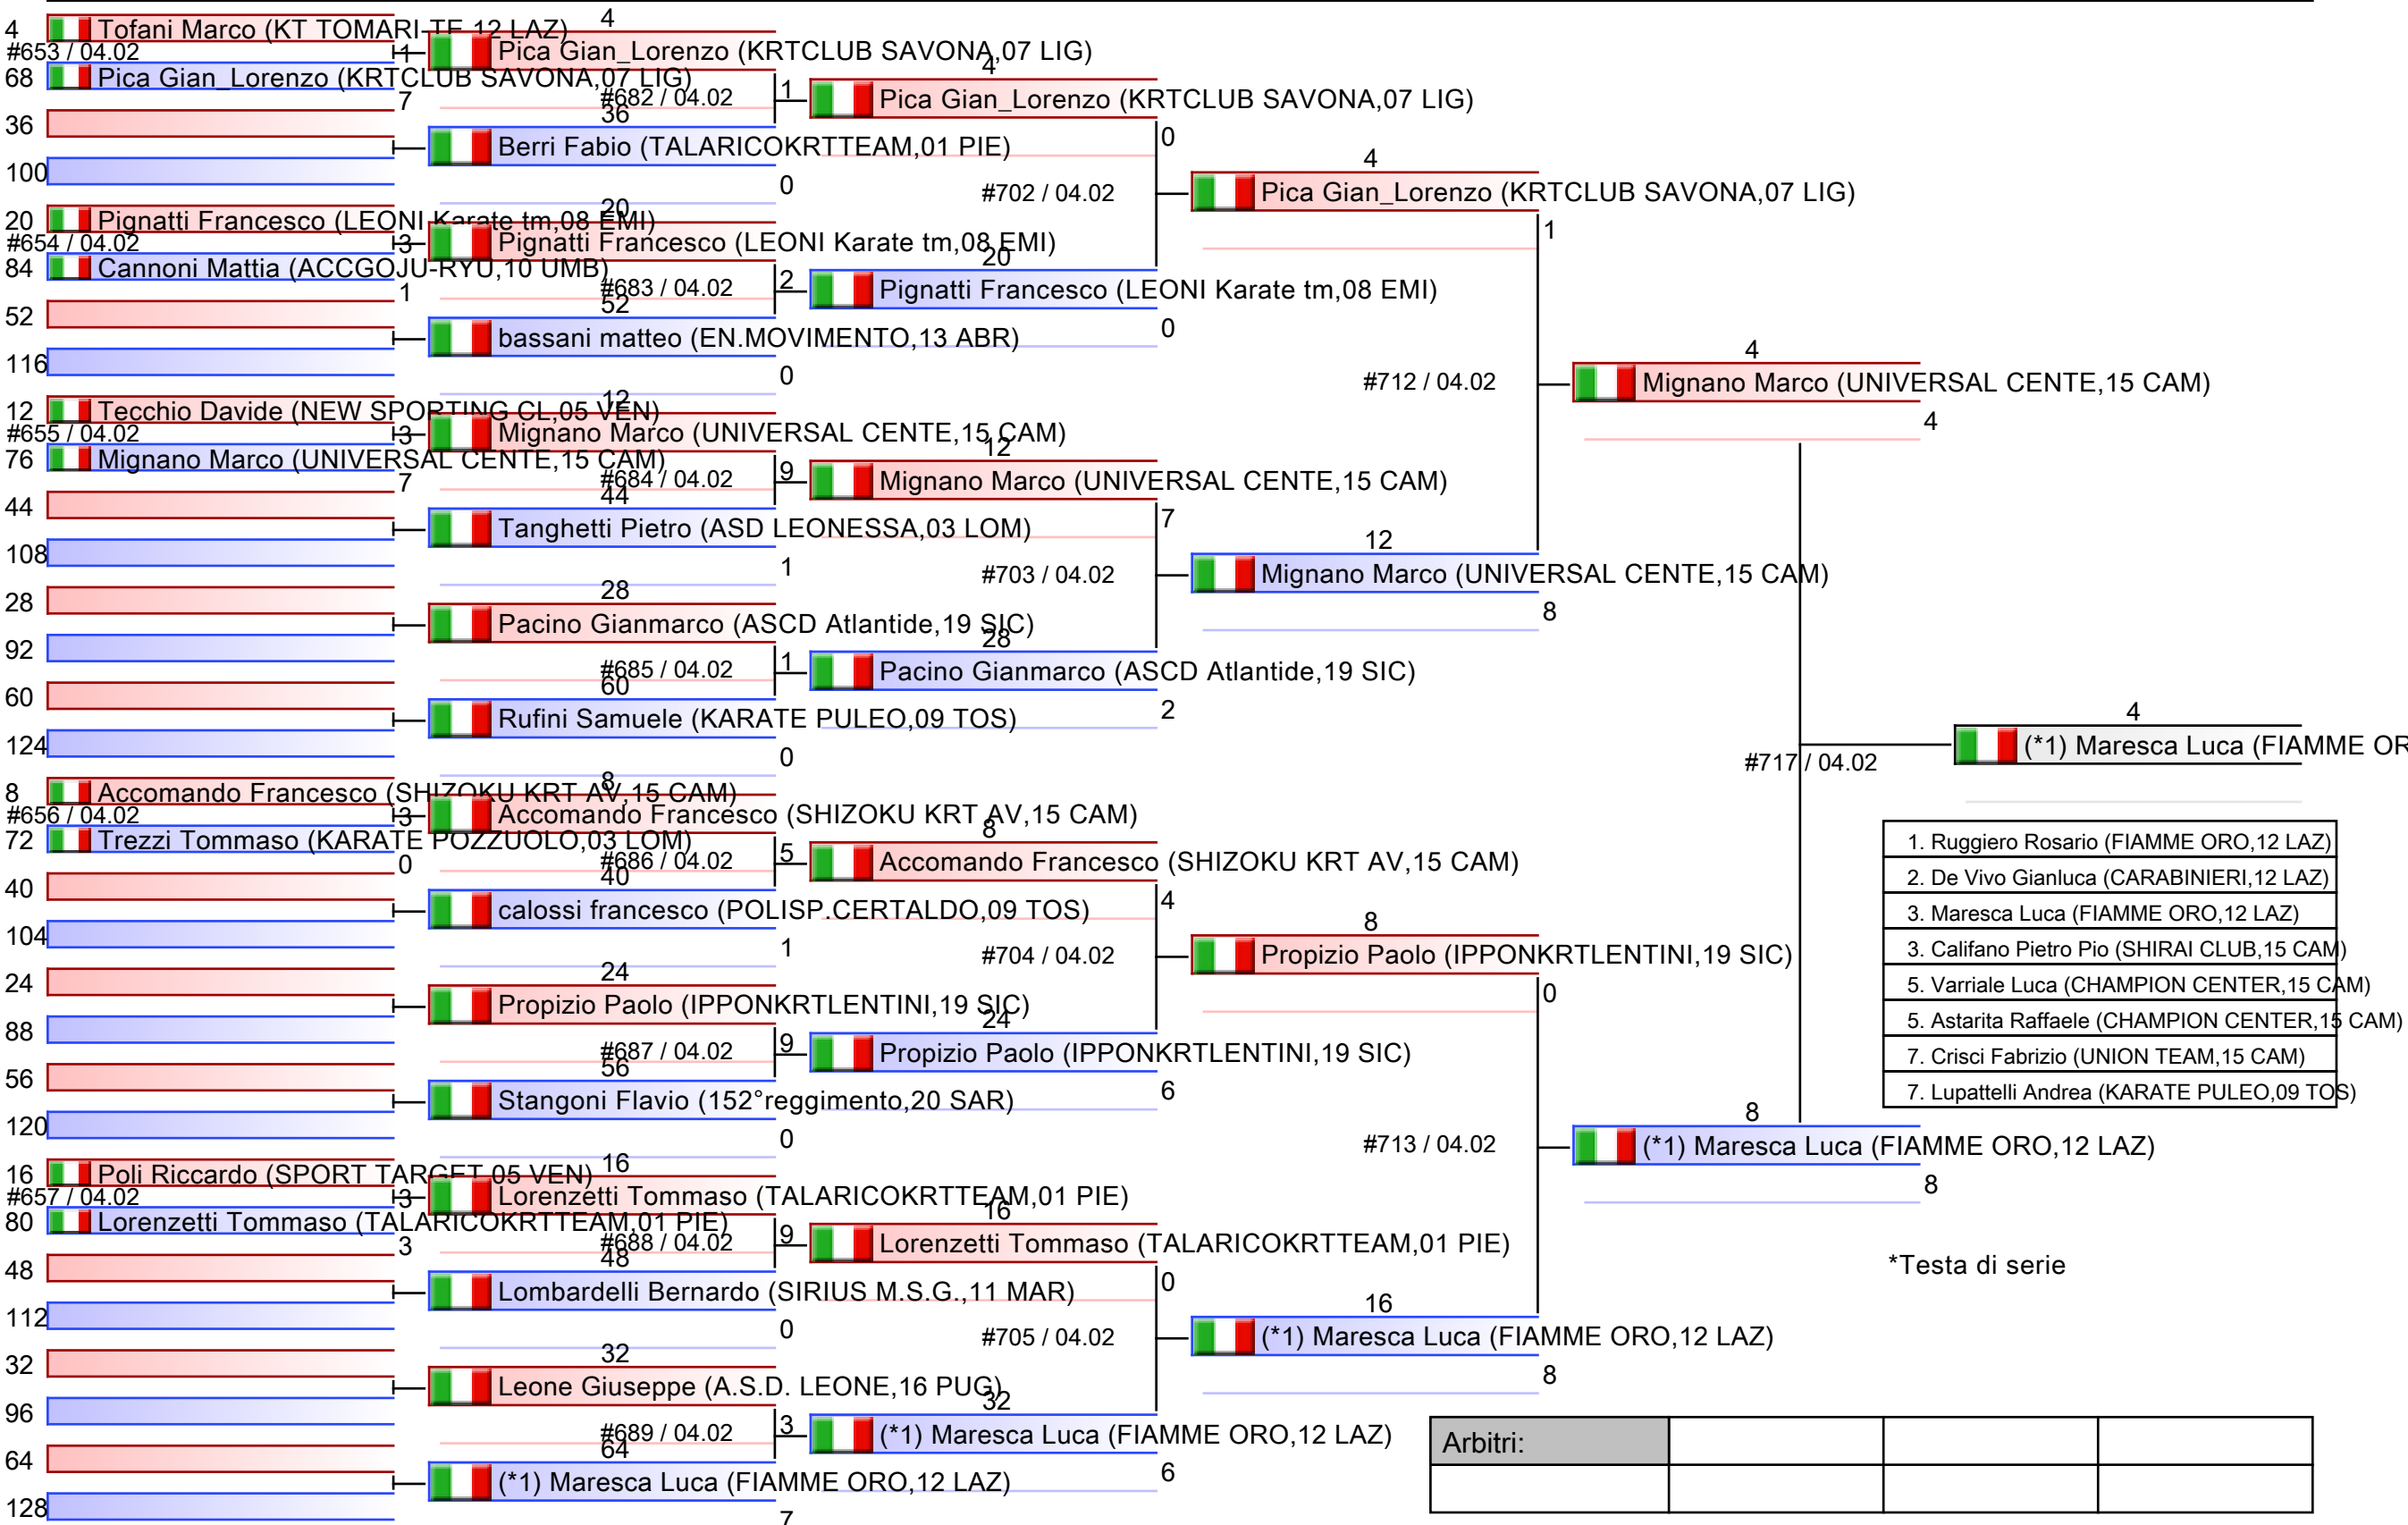 4 Tofani Marco (KT TOMARI-TE,12 LAZ)
#653 / 04.02 1
68 Pica Gian_Lorenzo (KRTCLUB SAVONA,07 LIG)
7
36
100
20 Pignatti Francesco (LEONI Karate tm,08 EMI)
#654 / 04.02 3
84 Cannoni Mattia (ACCGOJU-RYU,10 UMB)
1
52
116
12 Tecchio Davide (NEW SPORTING CL,05 VEN)
#655 / 04.02 3
76 Mignano Marco (UNIVERSAL CENTE,15 CAM)
7
44
108
28
92
60
124
8 Accomando Francesco (SHIZOKU KRT AV,15 CAM)
#656 / 04.02 3
72 Trezzi Tommaso (KARATE POZZUOLO,03 LOM)
0
40
104
24
88
56
120
16 Poli Riccardo (SPORT TARGET,05 VEN)
#657 / 04.02 3
80 Lorenzetti Tommaso (TALARICOKRTTEAM,01 PIE)
3
48
112
32
96
64
128
4
Pica Gian_Lorenzo (KRTCLUB SAVONA,07 LIG)
#682 / 04.02 1
36
Berri Fabio (TALARICOKRTTEAM,01 PIE)
0
20
Pignatti Francesco (LEONI Karate tm,08 EMI)
#683 / 04.02 2
52
bassani matteo (EN.MOVIMENTO,13 ABR)
0
12
Mignano Marco (UNIVERSAL CENTE,15 CAM)
#684 / 04.02 9
44
Tanghetti Pietro (ASD LEONESSA,03 LOM)
1
28
Pacino Gianmarco (ASCD Atlantide,19 SIC)
#685 / 04.02 1
60
Rufini Samuele (KARATE PULEO,09 TOS)
0
8
Accomando Francesco (SHIZOKU KRT AV,15 CAM)
#686 / 04.02 5
40
calossi francesco (POLISP.CERTALDO,09 TOS)
1
24
Propizio Paolo (IPPONKRTLENTINI,19 SIC)
#687 / 04.02 9
56
Stangoni Flavio (152°reggimento,20 SAR)
0
16
Lorenzetti Tommaso (TALARICOKRTTEAM,01 PIE)
#688 / 04.02 9
48
Lombardelli Bernardo (SIRIUS M.S.G.,11 MAR)
0
32
Leone Giuseppe (A.S.D. LEONE,16 PUG)
#689 / 04.02 3
64
(*1) Maresca Luca (FIAMME ORO,12 LAZ)
7
4
Pica Gian_Lorenzo (KRTCLUB SAVONA,07 LIG)
0
#702 / 04.02
20
Pignatti Francesco (LEONI Karate tm,08 EMI)
0
12
Mignano Marco (UNIVERSAL CENTE,15 CAM)
7
#703 / 04.02
28
Pacino Gianmarco (ASCD Atlantide,19 SIC)
2
8
Accomando Francesco (SHIZOKU KRT AV,15 CAM)
4
#704 / 04.02
24
Propizio Paolo (IPPONKRTLENTINI,19 SIC)
6
16
Lorenzetti Tommaso (TALARICOKRTTEAM,01 PIE)
0
#705 / 04.02
32
(*1) Maresca Luca (FIAMME ORO,12 LAZ)
6
4
Pica Gian_Lorenzo (KRTCLUB SAVONA,07 LIG)
1
#712 / 04.02
12
Mignano Marco (UNIVERSAL CENTE,15 CAM)
8
8
Propizio Paolo (IPPONKRTLENTINI,19 SIC)
0
#713 / 04.02
16
(*1) Maresca Luca (FIAMME ORO,12 LAZ)
8
4
Mignano Marco (UNIVERSAL CENTE,15 CAM)
4
#717 / 04.02
8
(*1) Maresca Luca (FIAMME ORO,12 LAZ)
8
4
(*1) Maresca Luca (FIAMME OR
1. Ruggiero Rosario (FIAMME ORO,12 LAZ)
2. De Vivo Gianluca (CARABINIERI,12 LAZ)
3. Maresca Luca (FIAMME ORO,12 LAZ)
3. Califano Pietro Pio (SHIRAI CLUB,15 CAM)
5. Varriale Luca (CHAMPION CENTER,15 CAM)
5. Astarita Raffaele (CHAMPION CENTER,15 CAM)
7. Crisci Fabrizio (UNION TEAM,15 CAM)
7. Lupattelli Andrea (KARATE PULEO,09 TOS)
*Testa di serie
Arbitri: